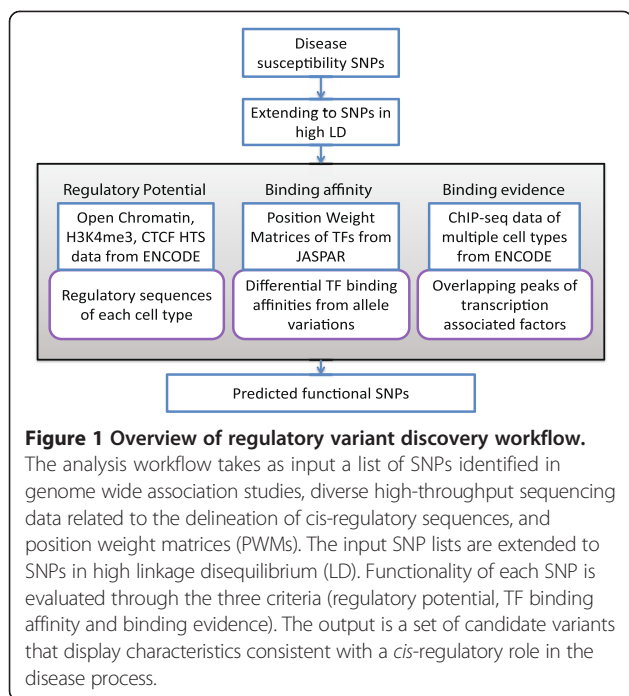 Disease
susceptibility SNPs
Extending to SNPs in
high LD
Regulatory Potential
Open Chromatin,
H3K4me3, CTCF HTS
data from ENCODE
Regulatory sequences
of each cell type
Binding affinity
Position Weight
Matrices of TFs from
JASPAR
Differential TF binding
affinities from allele
variations
Binding evidence
ChIP-seq data of
multiple cell types
from ENCODE
Overlapping peaks of
transcription
associated factors
Predicted functional SNPs
Figure 1 Overview of regulatory variant discovery workflow.
The analysis workflow takes as input a list of SNPs identified in
genome wide association studies, diverse high-throughput sequencing
data related to the delineation of cis-regulatory sequences, and
position weight matrices (PWMs). The input SNP lists are extended to
SNPs in high linkage disequilibrium (LD). Functionality of each SNP is
evaluated through the three criteria (regulatory potential, TF binding
affinity and binding evidence). The output is a set of candidate variants
that display characteristics consistent with a cis-regulatory role in the
disease process.